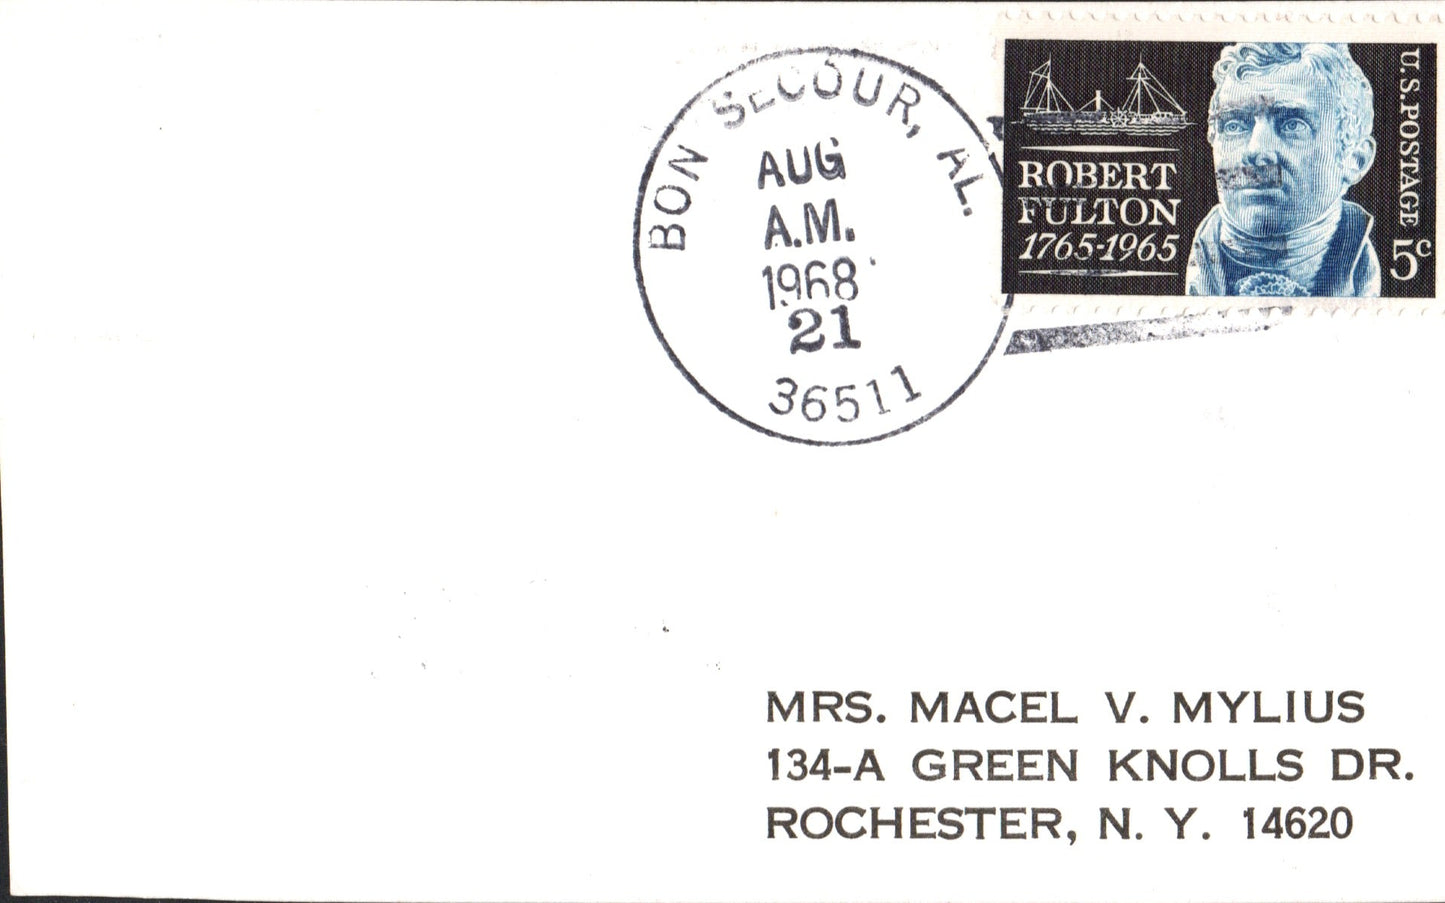 BON SECOUR, AL.
AUG
A.M.
1968
21
36511
ROBERT
FULTON
1765-1965
U.S. POSTAGE
5c
MRS. MACEL V. MYLIUS
134-A GREEN KNOLLS DR.
ROCHESTER, N. Y. 14620